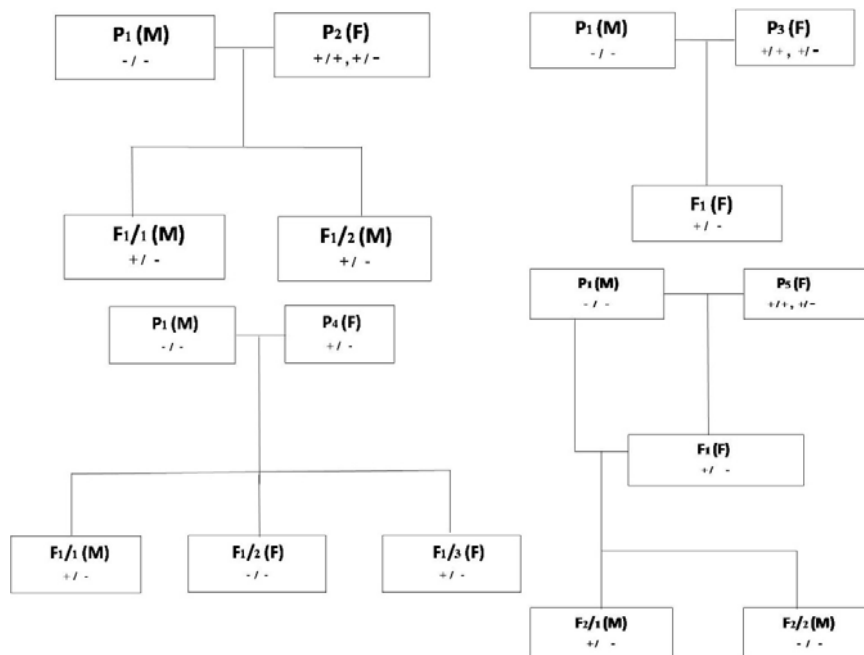 P1 (M)
- / -
P2 (F)
+/+, +/-
F1/1 (M)
+/ -
F1/2 (M)
+/ -
P1 (M)
- / -
P3 (F)
+/+ , +/-
F1 (F)
+/ -
P1 (M)
- / -
P4 (F)
+/ -
F1/1 (M)
+/ -
F1/2 (F)
- /-
F1/3 (F)
+/ -
P1 (M)
- / -
P5 (F)
+/+, +/-
F1 (F)
+/ -
F2/1 (M)
+/ -
F2/2 (M)
- /-